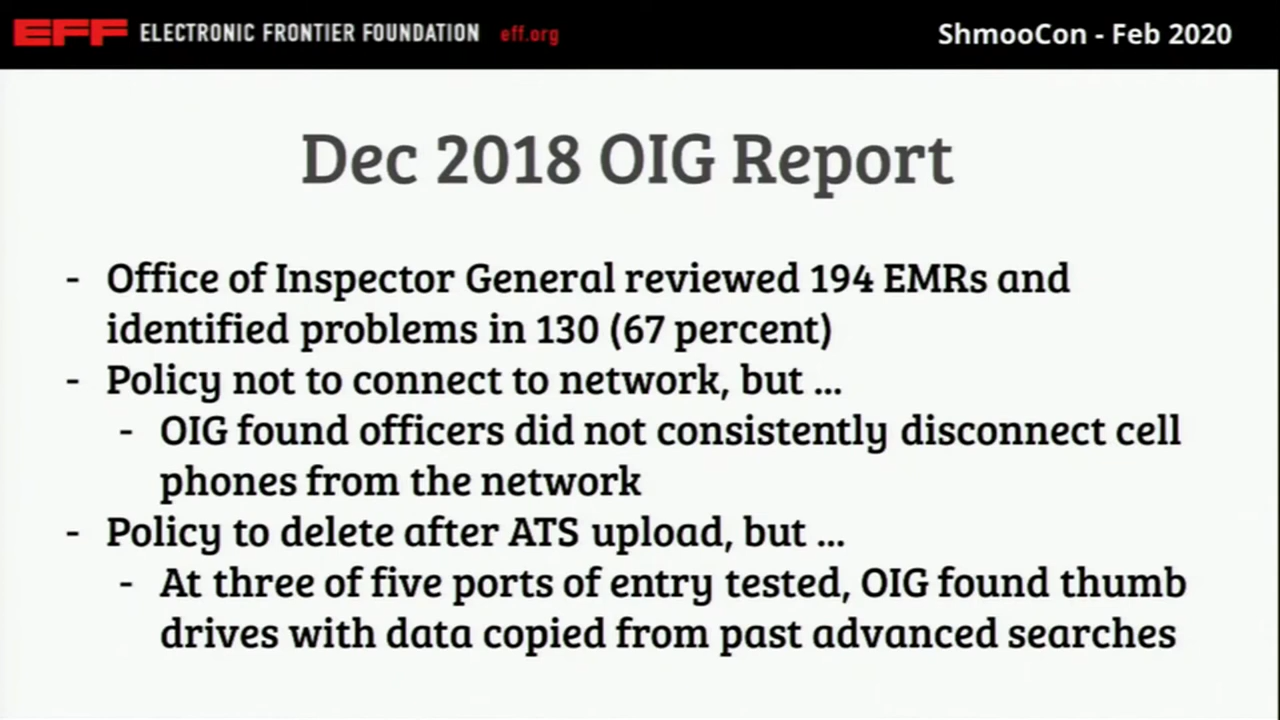 EFF ELECTRONIC FRONTIER FOUNDATION eff.org
ShmooCon - Feb 2020
Dec 2018 OIG Report
- Office of Inspector General reviewed 194 EMRs and
identified problems in 130 (67 percent)
- Policy not to connect to network, but ...
- OIG found officers did not consistently disconnect cell
phones from the network
- Policy to delete after ATS upload, but ...
- At three of five ports of entry tested, OIG found thumb
drives with data copied from past advanced searches